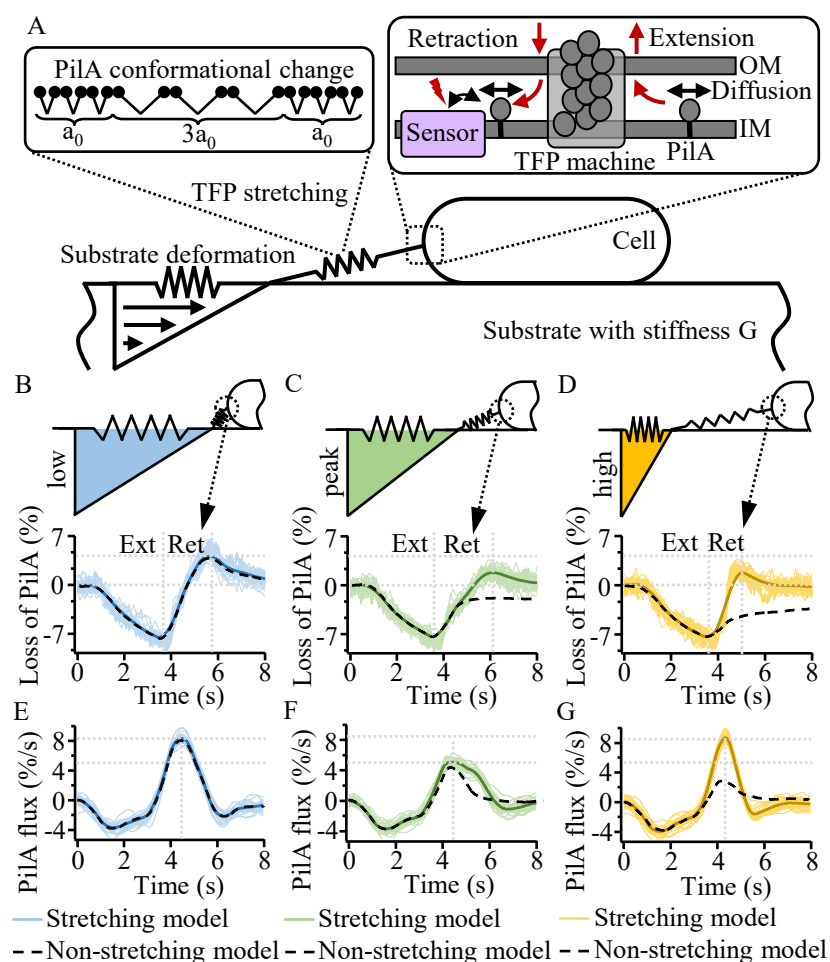 A
PilA conformational change
a0
3a0
a0
Retraction
Extension
OM
Diffusion
Sensor
IM
TFP machine
PilA
TFP stretching
Substrate deformation
Cell
Substrate with stiffness G
B
C
D
low
peak
high
Loss of PilA (%)
7
0
-7
Ext
Ret
0 2 4 6 8
Time (s)
Loss of PilA (%)
7
0
-7
Ext
Ret
0 2 4 6 8
Time (s)
Loss of PilA (%)
7
0
-7
Ext
Ret
0 2 4 6 8
Time (s)
E
F
G
PilA flux (%/s)
8
4
0
-4
0 2 4 6 8
Time (s)
PilA flux (%/s)
8
4
0
-4
0 2 4 6 8
Time (s)
PilA flux (%/s)
8
4
0
-4
0 2 4 6 8
Time (s)
Stretching model
Stretching model
Stretching model
Non-stretching model
Non-stretching model
Non-stretching model